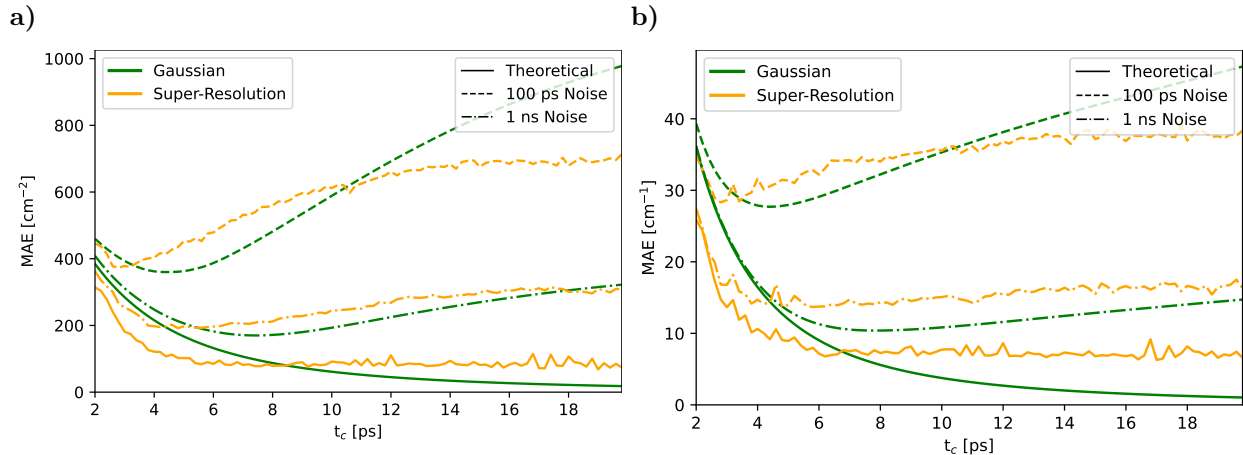 a)
MAE [cm⁻²]
1000
800
600
400
200
0
Gaussian
Super-Resolution
Theoretical
100 ps Noise
1 ns Noise
2 4 6 8 10 12 14 16 18
t_c [ps]
b)
MAE [cm⁻¹]
40
30
20
10
0
Gaussian
Super-Resolution
Theoretical
100 ps Noise
1 ns Noise
2 4 6 8 10 12 14 16 18
t_c [ps]